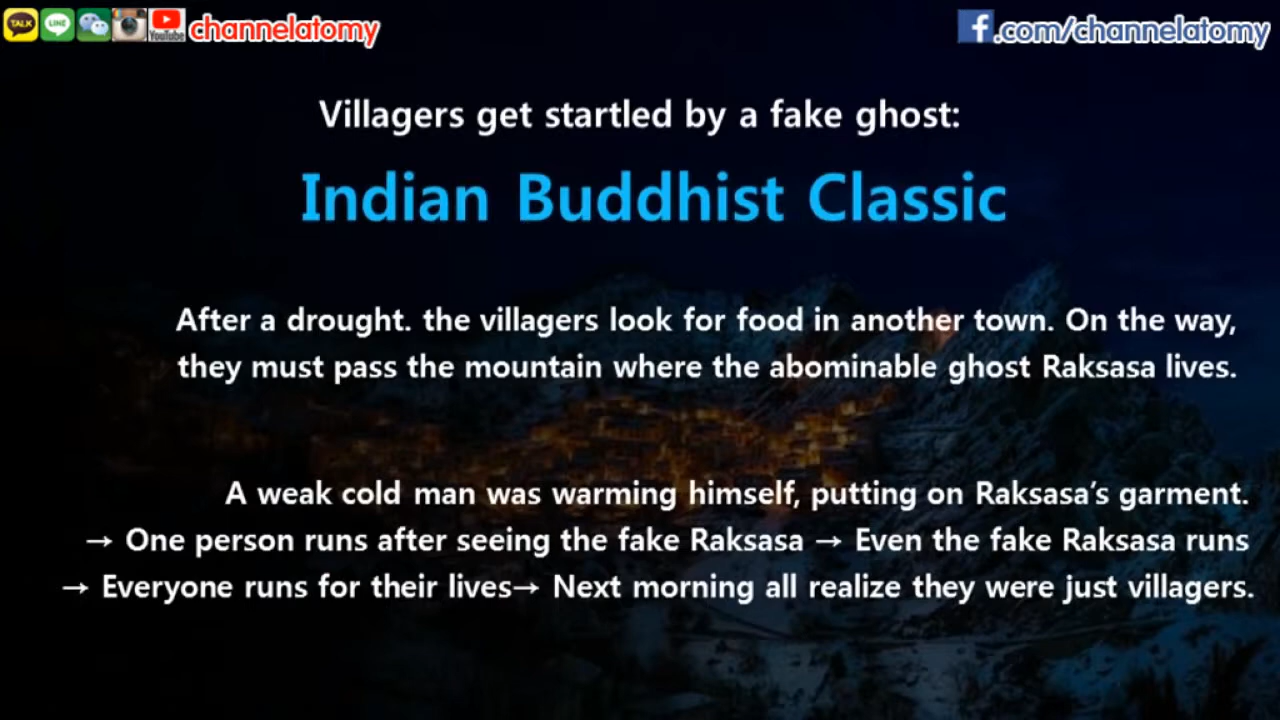 TALK LINE YouTube channelatomy
f.com/channelatomy
Villagers get startled by a fake ghost:
Indian Buddhist Classic
After a drought. the villagers look for food in another town. On the way,
they must pass the mountain where the abominable ghost Raksasa lives.
A weak cold man was warming himself, putting on Raksasa's garment.
→ One person runs after seeing the fake Raksasa → Even the fake Raksasa runs
→ Everyone runs for their lives→ Next morning all realize they were just villagers.